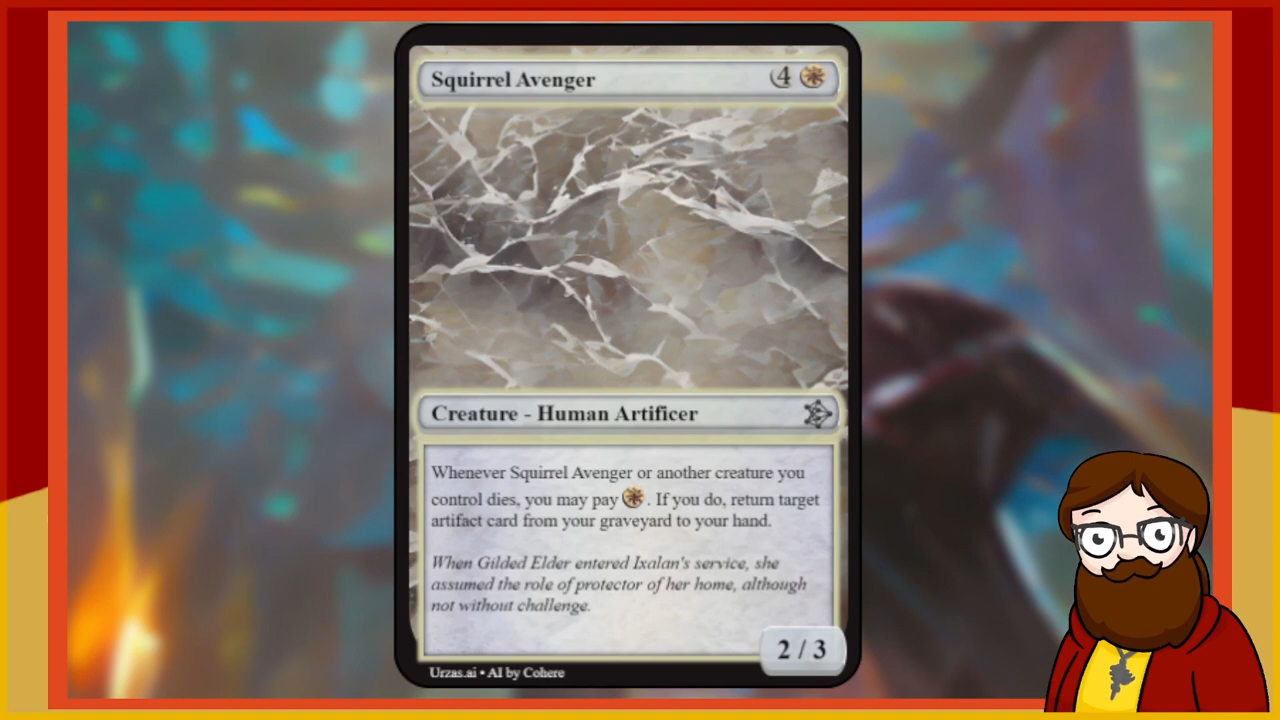 Squirrel Avenger 4
Creature - Human Artificer
Whenever Squirrel Avenger or another creature you
control dies, you may pay . If you do, return target
artifact card from your graveyard to your hand.
When Gilded Elder entered Ixalan's service, she
assumed the role of protector of her home, although
not without challenge.
2 / 3
Urzas.ai • AI by Cohere